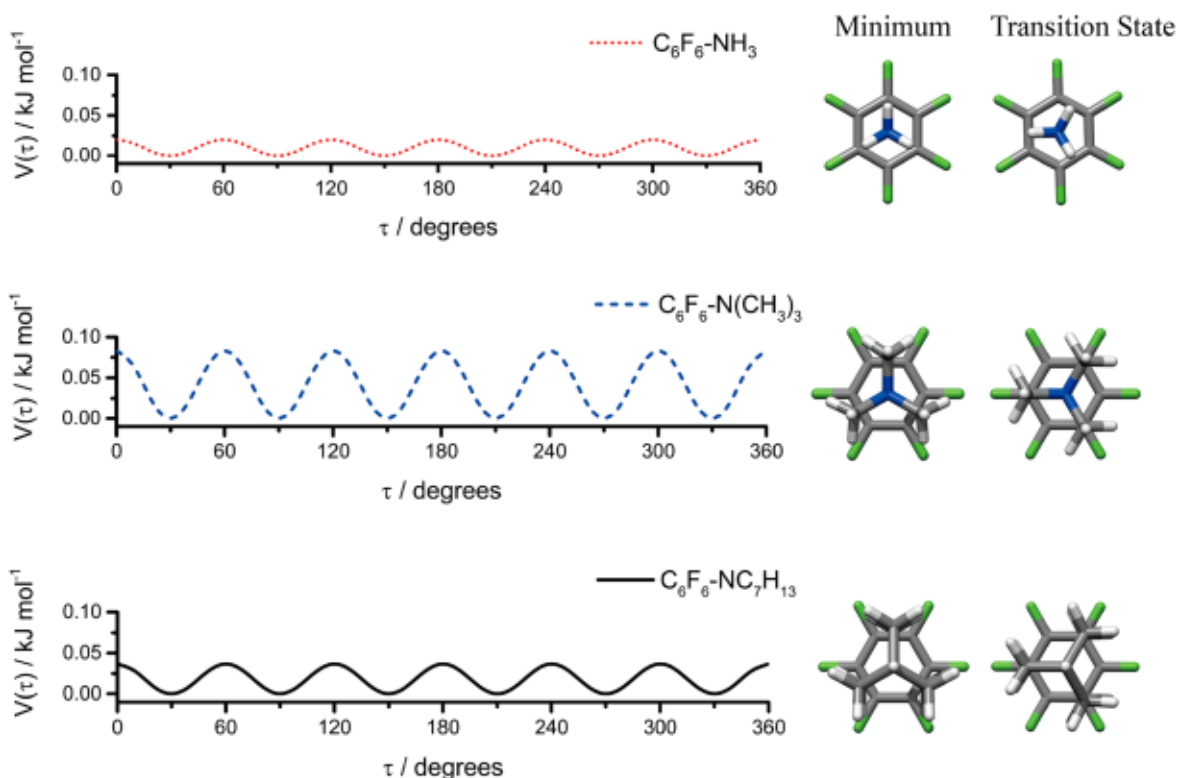 Minimum Transition State
C₆F₆-NH₃
V(τ) / kJ mol⁻¹
0.10
0.05
0.00
0 60 120 180 240 300 360
τ / degrees
C₆F₆-N(CH₃)₃
V(τ) / kJ mol⁻¹
0.10
0.05
0.00
0 60 120 180 240 300 360
τ / degrees
C₆F₆-NC₇H₁₃
V(τ) / kJ mol⁻¹
0.10
0.05
0.00
0 60 120 180 240 300 360
τ / degrees